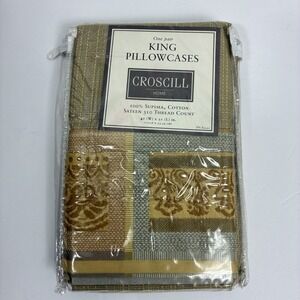 One pair
KING
PILLOWCASES
CROSCILL
HOME
100% Supima, Cotton
Sateen 310 Thread Count